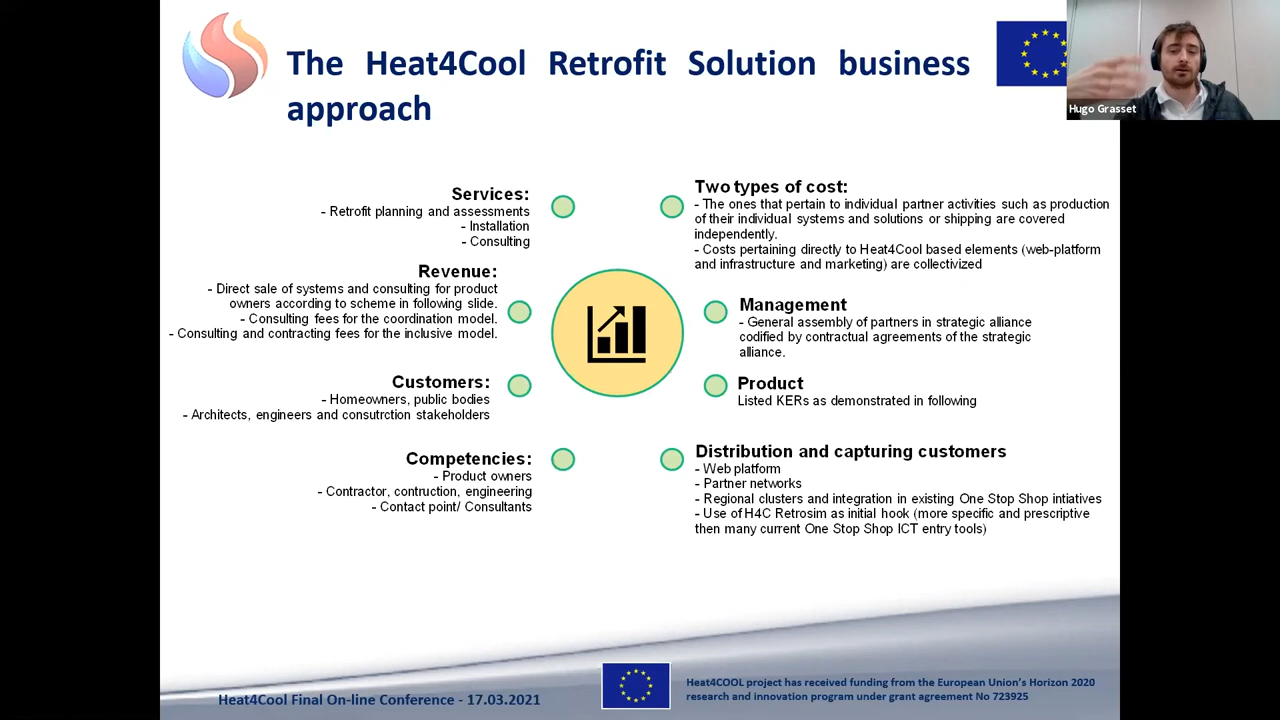 The Heat4Cool Retrofit Solution business
approach
Hugo Grasset
Services:
- Retrofit planning and assessments
- Installation
- Consulting
Revenue:
- Direct sale of systems and consulting for product
owners according to scheme in following slide.
- Consulting fees for the coordination model.
- Consulting and contracting fees for the inclusive model.
Customers:
- Homeowners, public bodies
- Architects, engineers and consutrction stakeholders
Competencies:
- Product owners
- Contractor, contruction, engineering
- Contact point/ Consultants
Two types of cost:
- The ones that pertain to individual partner activities such as production
of their individual systems and solutions or shipping are covered
independently.
- Costs pertaining directly to Heat4Cool based elements (web-platform
and infrastructure and marketing) are collectivized
Management
- General assembly of partners in strategic alliance
codified by contractual agreements of the strategic
alliance.
Product
Listed KERs as demonstrated in following
Distribution and capturing customers
- Web platform
- Partner networks
- Regional clusters and integration in existing One Stop Shop intiatives
- Use of H4C Retrosim as initial hook (more specific and prescriptive
then many current One Stop Shop ICT entry tools)
Heat4Cool Final On-line Conference - 17.03.2021
Heat4COOL project has received funding from the European Union's Horizon 2020
research and innovation program under grant agreement No 723925